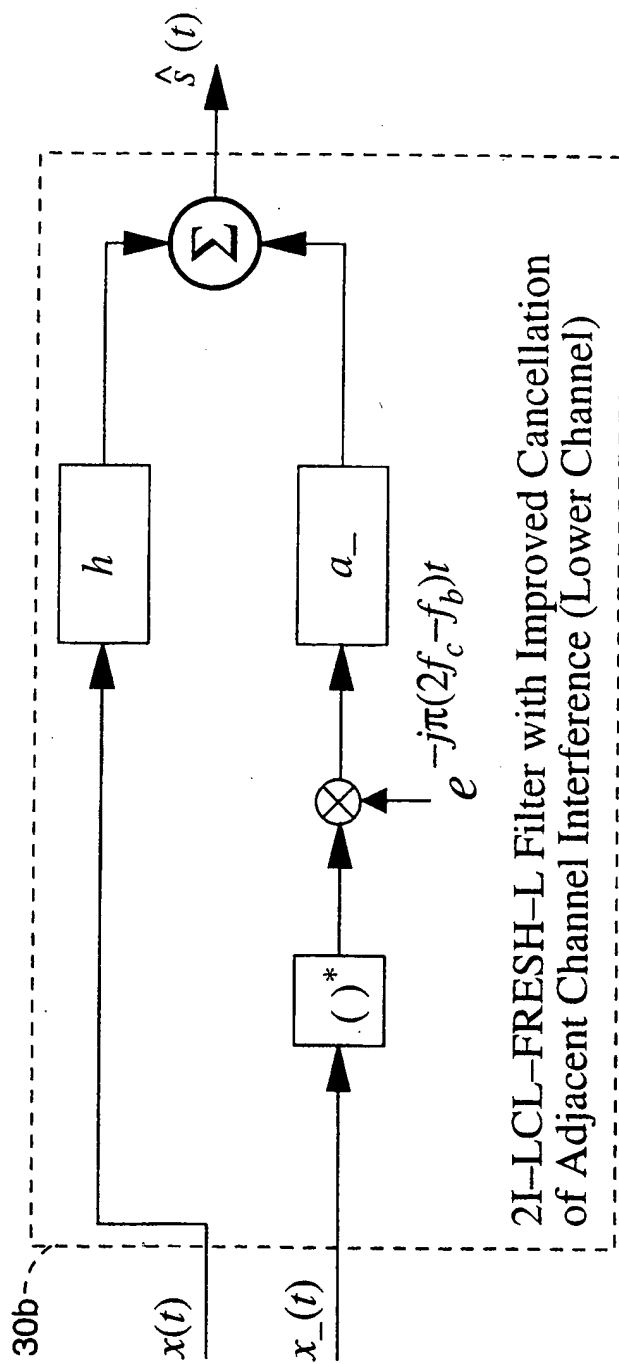 30b
x(t)
x_(t)
h
( )*
e^{-jπ(2f_c-f_b)t}
a_
Σ
ŝ (t)
2I-LCL-FRESH-L Filter with Improved Cancellation
of Adjacent Channel Interference (Lower Channel)